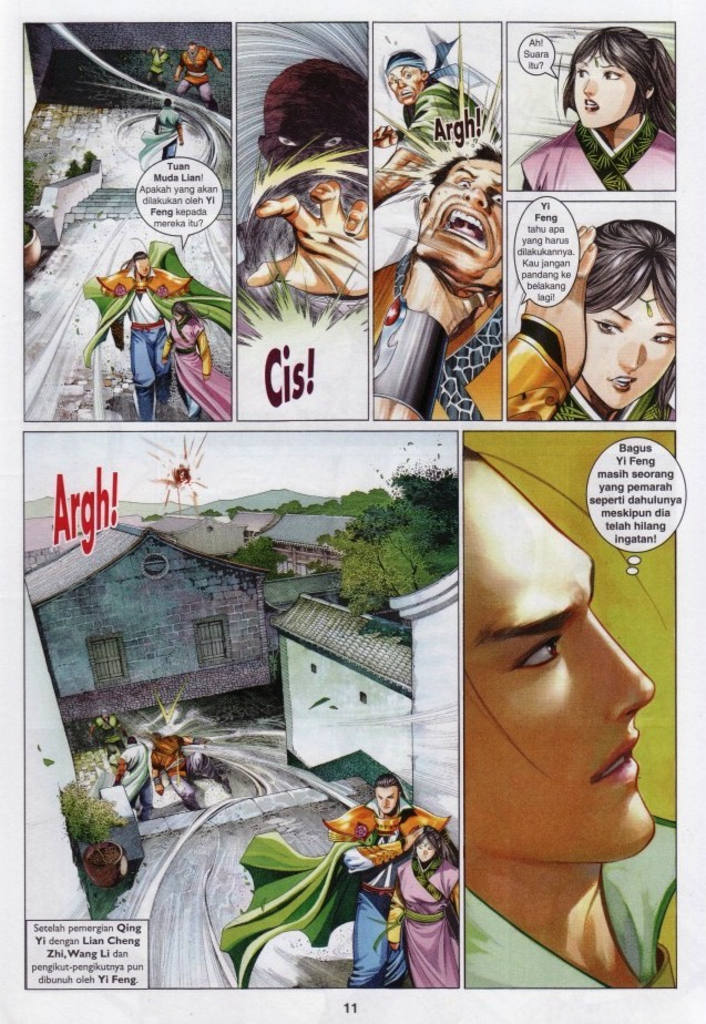 Tuan
Muda Lian!
Apakah yang akan
dilakukan oleh Yi
Feng kepada
mereka itu?
Cis!
Argh!
Ah!
Suara
itu?
Yi
Feng
tahu apa
yang harus
dilakukannya.
Kau jangan
pandang ke
belakang
lagi!
Argh!
Setelah pemergian Qing
Yi dengan Lian Cheng
Zhi, Wang Li dan
pengikut-pengikutnya pun
dibunuh oleh Yi Feng.
Bagus
Yi Feng
masih seorang
yang pemarah
seperti dahulunya
meskipun dia
telah hilang
ingatan!
11